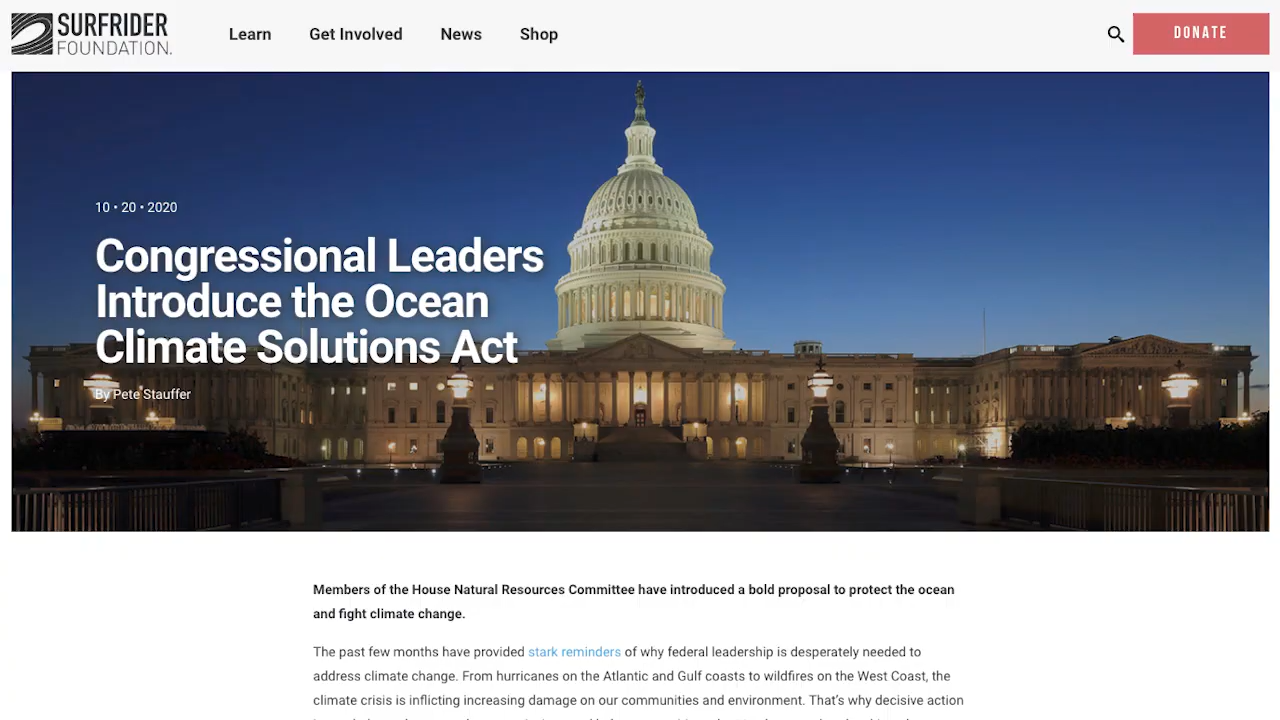 SURFRIDER
FOUNDATION.
Learn
Get Involved
News
Shop
DONATE
10 • 20 • 2020
Congressional Leaders
Introduce the Ocean
Climate Solutions Act
By Pete Stauffer
Members of the House Natural Resources Committee have introduced a bold proposal to protect the ocean
and fight climate change.
The past few months have provided stark reminders of why federal leadership is desperately needed to
address climate change. From hurricanes on the Atlantic and Gulf coasts to wildfires on the West Coast, the
climate crisis is inflicting increasing damage on our communities and environment. That’s why decisive action